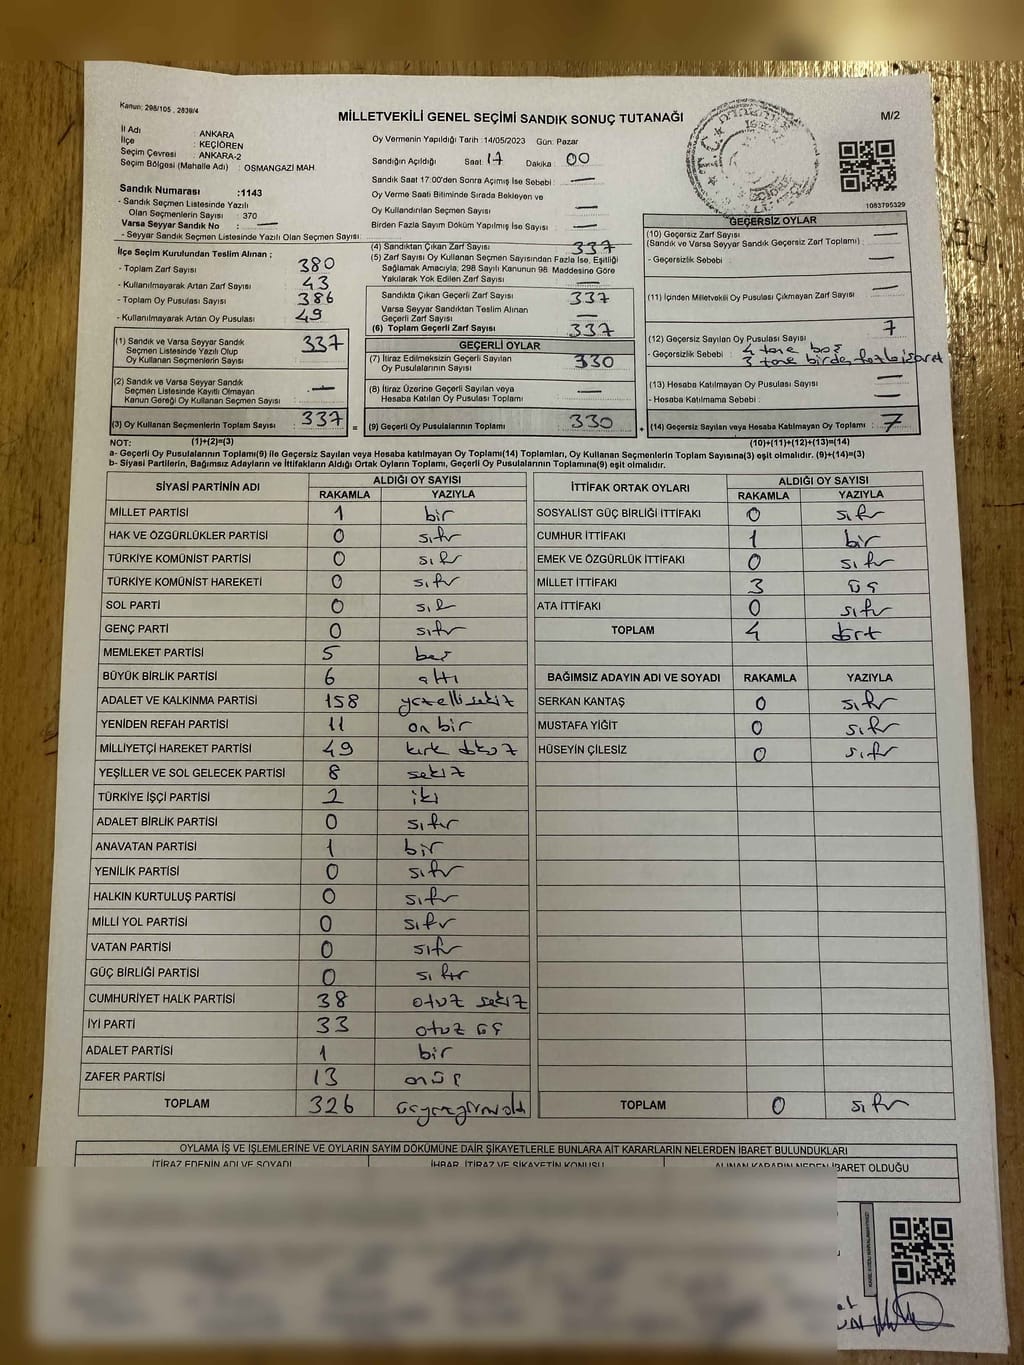 Kanun: 298/105 , 2839/4
MİLLETVEKİLİ GENEL SEÇİMİ SANDIK SONUÇ TUTANAĞI
M/2
İl Adı : ANKARA
İlçe : KEÇİÖREN
Seçim Çevresi : ANKARA-2
Seçim Bölgesi (Mahalle Adı) : OSMANGAZİ MAH.
Oy Vermenin Yapıldığı Tarih :14/05/2023 Gün: Pazar
Sandığın Açıldığı Saat: 17 Dakika : 00
Sandık Saat 17:00'den Sonra Açımış İse Sebebi : —
Oy Verme Saati Bitiminde Sırada Bekleyen ve
Oy Kullandırılan Seçmen Sayısı : —
Birden Fazla Sayım Döküm Yapılmış İse Sayısı : —
1083795329
Sandık Numarası :1143
- Sandık Seçmen Listesinde Yazılı
Olan Seçmenlerin Sayısı : 370
Varsa Seyyar Sandık No : —
- Seyyar Sandık Seçmen Listesinde Yazılı Olan Seçmen Sayısı:
İlçe Seçim Kurulundan Teslim Alınan ;
- Toplam Zarf Sayısı : 380
- Kullanılmayarak Artan Zarf Sayısı : 43
- Toplam Oy Pusulası Sayısı : 386
- Kullanılmayarak Artan Oy Pusulası : 49
(1) Sandık ve Varsa Seyyar Sandık
Seçmen Listesinde Yazılı Olup
Oy Kullanan Seçmenlerin Sayısı : 337
(2) Sandık ve Varsa Seyyar Sandık
Seçmen Listesinde Kayıtlı Olmayan
Kanun Gereği Oy Kullanan Seçmen Sayısı : —
(3) Oy Kullanan Seçmenlerin Toplam Sayısı : 337 =
(4) Sandıktan Çıkan Zarf Sayısı : 337
(5) Zarf Sayısı Oy Kullanan Seçmen Sayısından Fazla İse, Eşitliği
Sağlamak Amacıyla, 298 Sayılı Kanunun 98. Maddesine Göre
Yakılarak Yok Edilen Zarf Sayısı : —
Sandıkta Çıkan Geçerli Zarf Sayısı : 337
Varsa Seyyar Sandıktan Teslim Alınan
Geçerli Zarf Sayısı : —
(6) Toplam Geçerli Zarf Sayısı : 337
GEÇERLİ OYLAR
(7) İtiraz Edilmeksizin Geçerli Sayılan
Oy Pusulalarının Sayısı : 330
(8) İtiraz Üzerine Geçerli Sayılan veya
Hesaba Katılan Oy Pusulası Toplamı : —
(9) Geçerli Oy Pusulalarının Toplamı : 330 +
GEÇERSİZ OYLAR
(10) Geçersiz Zarf Sayısı : —
(Sandık ve Varsa Seyyar Sandık Geçersiz Zarf Toplamı) :
- Geçersizlik Sebebi : —
(11) İçinden Milletvekili Oy Pusulası Çıkmayan Zarf Sayısı : —
(12) Geçersiz Sayılan Oy Pusulası Sayısı : 7
- Geçersizlik Sebebi : 4 tane boş
3 tane birden fazla işaret
(13) Hesaba Katılmayan Oy Pusulası Sayısı : —
- Hesaba Katılmama Sebebi : —
(14) Geçersiz Sayılan veya Hesaba Katılmayan Oy Toplamı : 7
NOT: (1)+(2)=(3) (10)+(11)+(12)+(13)=(14)
a- Geçerli Oy Pusulalarının Toplamı(9) ile Geçersiz Sayılan veya Hesaba katılmayan Oy Toplamı(14) Toplamları, Oy Kullanan Seçmenlerin Toplam Sayısına(3) eşit olmalıdır. (9)+(14)=(3)
b- Siyasi Partilerin, Bağımsız Adayların ve İttifakların Aldığı Ortak Oyların Toplamı, Geçerli Oy Pusulalarının Toplamına(9) eşit olmalıdır.
SİYASİ PARTİNİN ADI ALDIĞI OY SAYISI
RAKAMLA YAZIYLA
MİLLET PARTİSİ 1 bir
HAK VE ÖZGÜRLÜKLER PARTİSİ 0 sıfır
TÜRKİYE KOMÜNİST PARTİSİ 0 sıfır
TÜRKİYE KOMÜNİST HAREKETİ 0 sıfır
SOL PARTİ 0 sıfır
GENÇ PARTİ 0 sıfır
MEMLEKET PARTİSİ 5 beş
BÜYÜK BİRLİK PARTİSİ 6 altı
ADALET VE KALKINMA PARTİSİ 158 yüzellisekiz
YENİDEN REFAH PARTİSİ 11 on bir
MİLLİYETÇİ HAREKET PARTİSİ 49 kırk dokuz
YEŞİLLER VE SOL GELECEK PARTİSİ 8 sekiz
TÜRKİYE İŞÇİ PARTİSİ 2 iki
ADALET BİRLİK PARTİSİ 0 sıfır
ANAVATAN PARTİSİ 1 bir
YENİLİK PARTİSİ 0 sıfır
HALKIN KURTULUŞ PARTİSİ 0 sıfır
MİLLİ YOL PARTİSİ 0 sıfır
VATAN PARTİSİ 0 sıfır
GÜÇ BİRLİĞİ PARTİSİ 0 sıfır
CUMHURİYET HALK PARTİSİ 38 otuz sekiz
İYİ PARTİ 33 otuz üç
ADALET PARTİSİ 1 bir
ZAFER PARTİSİ 13 onüç
TOPLAM 326 üçyüzyirmialtı
İTTİFAK ORTAK OYLARI ALDIĞI OY SAYISI
RAKAMLA YAZIYLA
SOSYALİST GÜÇ BİRLİĞİ İTTİFAKI 0 sıfır
CUMHUR İTTİFAKI 1 bir
EMEK VE ÖZGÜRLÜK İTTİFAKI 0 sıfır
MİLLET İTTİFAKI 3 üç
ATA İTTİFAKI 0 sıfır
TOPLAM 4 dört
BAĞIMSIZ ADAYIN ADI VE SOYADI RAKAMLA YAZIYLA
SERKAN KANTAŞ 0 sıfır
MUSTAFA YİĞİT 0 sıfır
HÜSEYİN ÇİLESİZ 0 sıfır
TOPLAM 0 sıfır
OYLAMA İŞ VE İŞLEMLERİNE VE OYLARIN SAYIM DÖKÜMÜNE DAİR ŞİKAYETLERLE BUNLARA AİT KARARLARIN NELERDEN İBARET BULUNDUKLARI
İTİRAZ EDENİN ADI VE SOYADI İHBAR, İTİRAZ VE ŞİKAYETİN KONUSU ALINAN KARARIN NEDEN İBARET OLDUĞU